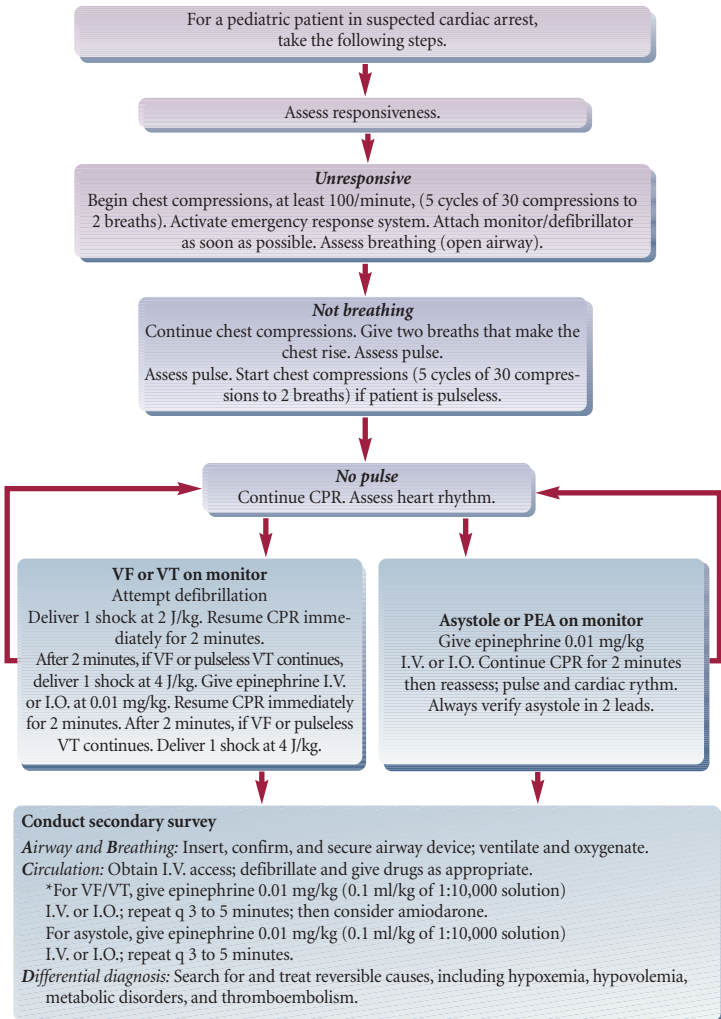 For a pediatric patient in suspected cardiac arrest,
take the following steps.
Assess responsiveness.
Unresponsive
Begin chest compressions, at least 100/minute, (5 cycles of 30 compressions to
2 breaths). Activate emergency response system. Attach monitor/defibrillator
as soon as possible. Assess breathing (open airway).
Not breathing
Continue chest compressions. Give two breaths that make the
chest rise. Assess pulse.
Assess pulse. Start chest compressions (5 cycles of 30 compres-
sions to 2 breaths) if patient is pulseless.
No pulse
Continue CPR. Assess heart rhythm.
VF or VT on monitor
Attempt defibrillation
Deliver 1 shock at 2 J/kg. Resume CPR imme-
diately for 2 minutes.
After 2 minutes, if VF or pulseless VT continues,
deliver 1 shock at 4 J/kg. Give epinephrine I.V.
or I.O. at 0.01 mg/kg. Resume CPR immediately
for 2 minutes. After 2 minutes, if VF or pulseless
VT continues. Deliver 1 shock at 4 J/kg.
Asystole or PEA on monitor
Give epinephrine 0.01 mg/kg
I.V. or I.O. Continue CPR for 2 minutes
then reassess; pulse and cardiac rythm.
Always verify asystole in 2 leads.
Conduct secondary survey
Airway and Breathing: Insert, confirm, and secure airway device; ventilate and oxygenate.
Circulation: Obtain I.V. access; defibrillate and give drugs as appropriate.
*For VF/VT, give epinephrine 0.01 mg/kg (0.1 ml/kg of 1:10,000 solution)
I.V. or I.O.; repeat q 3 to 5 minutes; then consider amiodarone.
For asystole, give epinephrine 0.01 mg/kg (0.1 ml/kg of 1:10,000 solution)
I.V. or I.O.; repeat q 3 to 5 minutes.
Differential diagnosis: Search for and treat reversible causes, including hypoxemia, hypovolemia,
metabolic disorders, and thromboembolism.